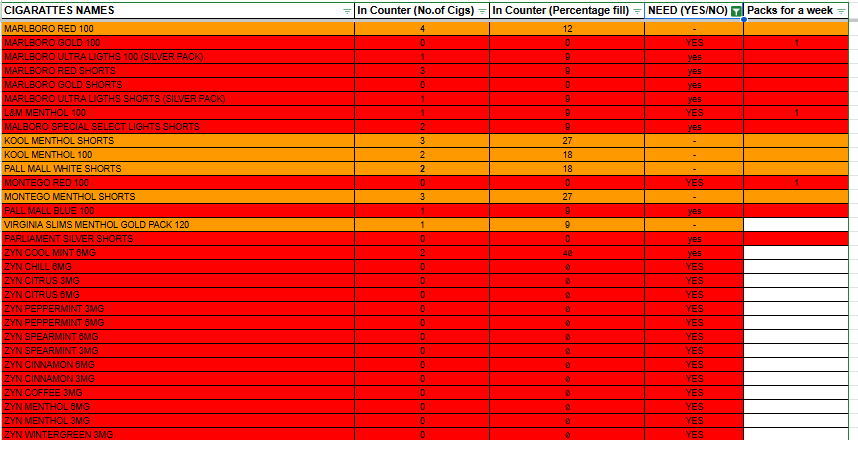 CIGARATTES NAMES In Counter (No.of Cigs) In Counter (Percentage fill) NEED (YES/NO) Packs for a week
MARLBORO RED 100 4 12 -
MARLBORO GOLD 100 0 0 YES 1
MARLBORO ULTRA LIGTHS 100 (SILVER PACK) 1 9 yes
MARLBORO RED SHORTS 3 9 yes
MARLBORO GOLD SHORTS 0 0 yes
MARLBORO ULTRA LIGTHS SHORTS (SILVER PACK) 1 9 yes
L&M MENTHOL 100 1 9 YES 1
MALBORO SPECIAL SELECT LIGHTS SHORTS 2 9 yes
KOOL MENTHOL SHORTS 3 27 -
KOOL MENTHOL 100 2 18 -
PALL MALL WHITE SHORTS 2 18 -
MONTEGO RED 100 0 0 YES 1
MONTEGO MENTHOL SHORTS 3 27 -
PALL MALL BLUE 100 1 9 yes
VIRGINIA SLIMS MENTHOL GOLD PACK 120 1 9 -
PARLIAMENT SILVER SHORTS 0 0 yes
ZYN COOL MINT 6MG 2 40 yes
ZYN CHILL 6MG 0 0 YES
ZYN CITRUS 3MG 0 0 YES
ZYN CITRUS 6MG 0 0 YES
ZYN PEPPERMINT 3MG 0 0 YES
ZYN PEPPERMINT 6MG 0 0 YES
ZYN SPEARMINT 6MG 0 0 YES
ZYN SPEARMINT 3MG 0 0 YES
ZYN CINNAMON 6MG 0 0 YES
ZYN CINNAMON 3MG 0 0 YES
ZYN COFFEE 3MG 0 0 YES
ZYN MENTHOL 6MG 0 0 YES
ZYN MENTHOL 3MG 0 0 YES
ZYN WINTERGREEN 3MG 0 0 YES